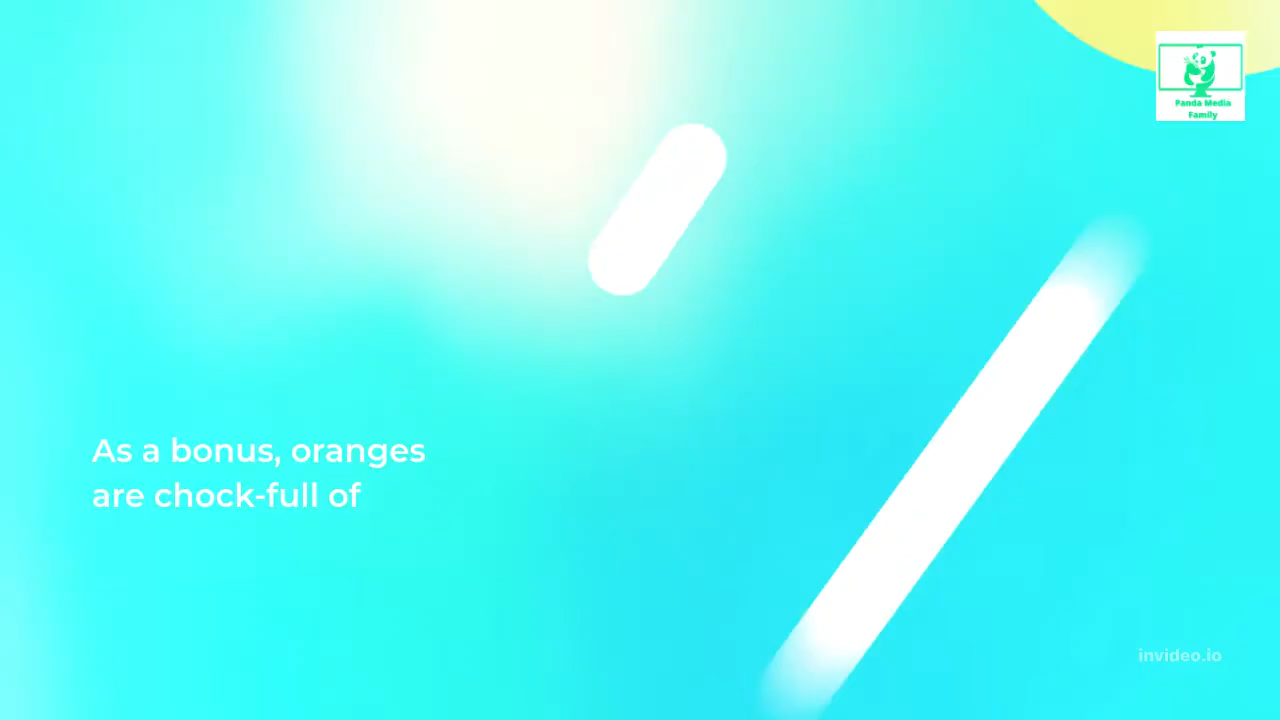 Panda Media
Family
As a bonus, oranges
are chock-full of
invideo.io